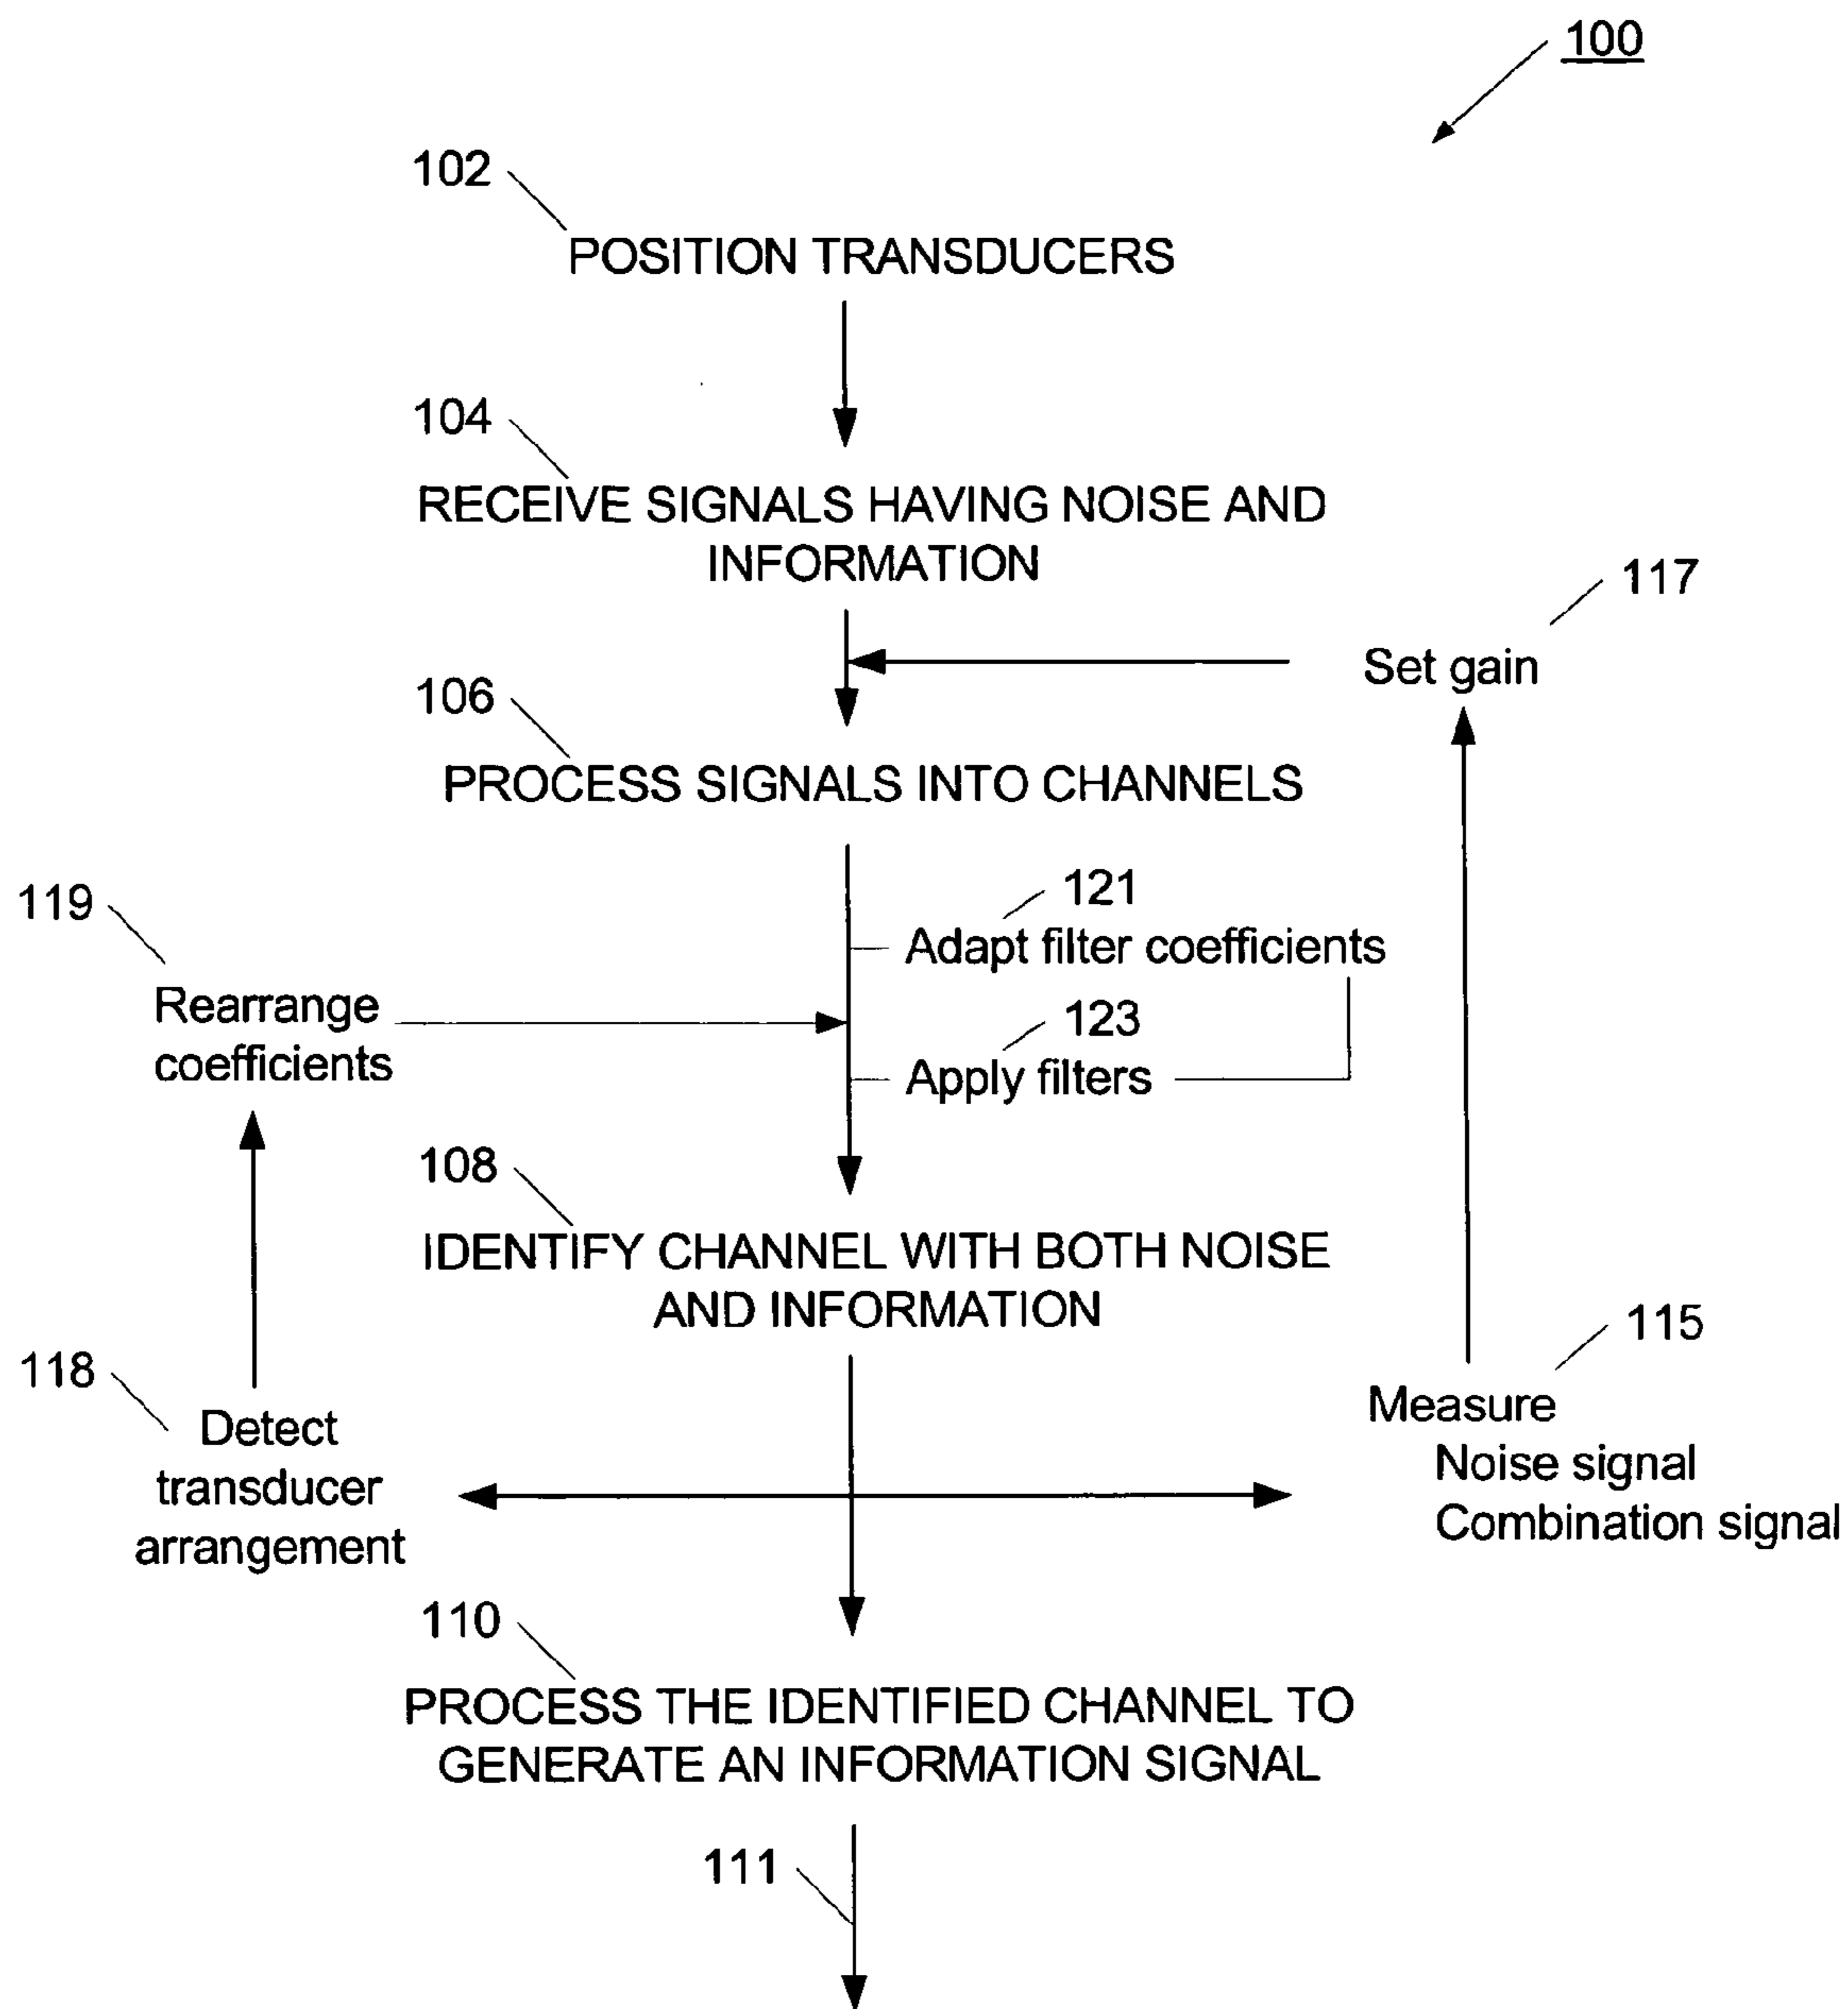 100
102
POSITION TRANSDUCERS
104
RECEIVE SIGNALS HAVING NOISE AND
INFORMATION
117
Set gain
106
PROCESS SIGNALS INTO CHANNELS
121
Adapt filter coefficients
119
Rearrange
coefficients
123
Apply filters
108
IDENTIFY CHANNEL WITH BOTH NOISE
AND INFORMATION
118
Detect
transducer
arrangement
115
Measure
Noise signal
Combination signal
110
PROCESS THE IDENTIFIED CHANNEL TO
GENERATE AN INFORMATION SIGNAL
111